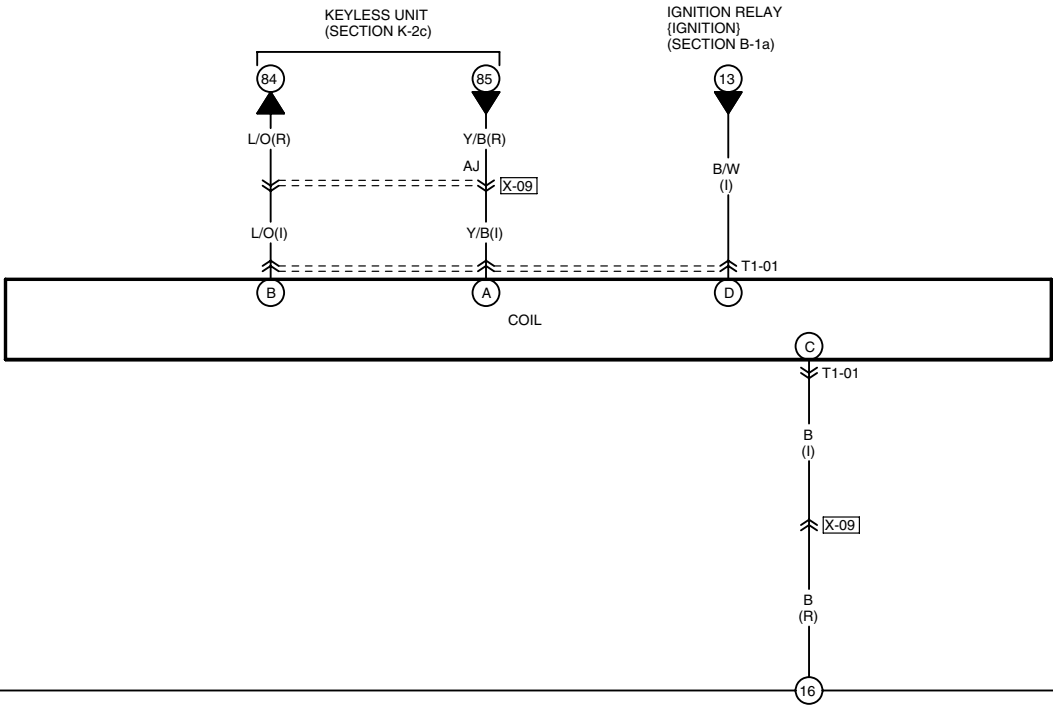 KEYLESS UNIT
(SECTION K-2c)
IGNITION RELAY
{IGNITION}
(SECTION B-1a)
84
85
13
L/O(R)
Y/B(R)
AJ
X-09
B/W
(I)
L/O(I)
Y/B(I)
T1-01
B
A
D
COIL
C
T1-01
B
(I)
X-09
B
(R)
16